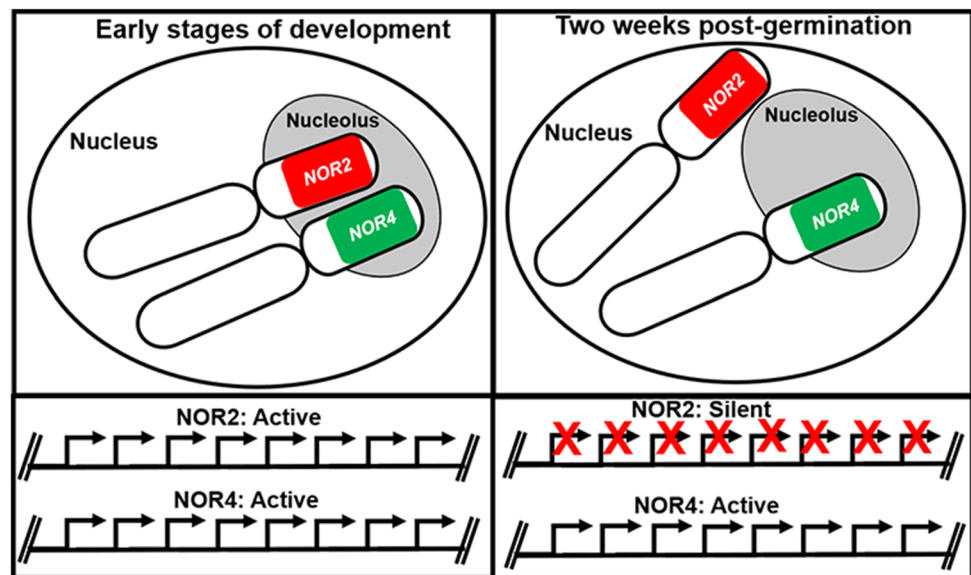 Early stages of development
Nucleus
Nucleolus
NOR2
NOR4
NOR2: Active
NOR4: Active
Two weeks post-germination
Nucleus
Nucleolus
NOR2
NOR4
NOR2: Silent
X X X X X X X X
NOR4: Active